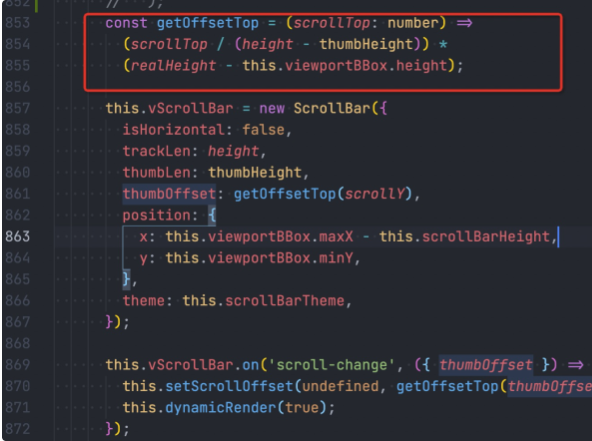 852 // );
853 const getOffsetTop = (scrollTop: number) =>
854 (scrollTop / (height - thumbHeight)) *
855 (realHeight - this.viewportBBox.height);
856
857 this.vScrollBar = new ScrollBar({
858 isHorizontal: false,
859 trackLen: height,
860 thumbLen: thumbHeight,
861 thumbOffset: getOffsetTop(scrollY),
862 position: {
863 x: this.viewportBBox.maxX - this.scrollBarHeight,
864 y: this.viewportBBox.minY,
865 },
866 theme: this.scrollBarTheme,
867 });
868
869 this.vScrollBar.on('scroll-change', ({ thumbOffset }) =>
870 this.setScrollOffset(undefined, getOffsetTop(thumbOffse
871 this.dynamicRender(true);
872 });